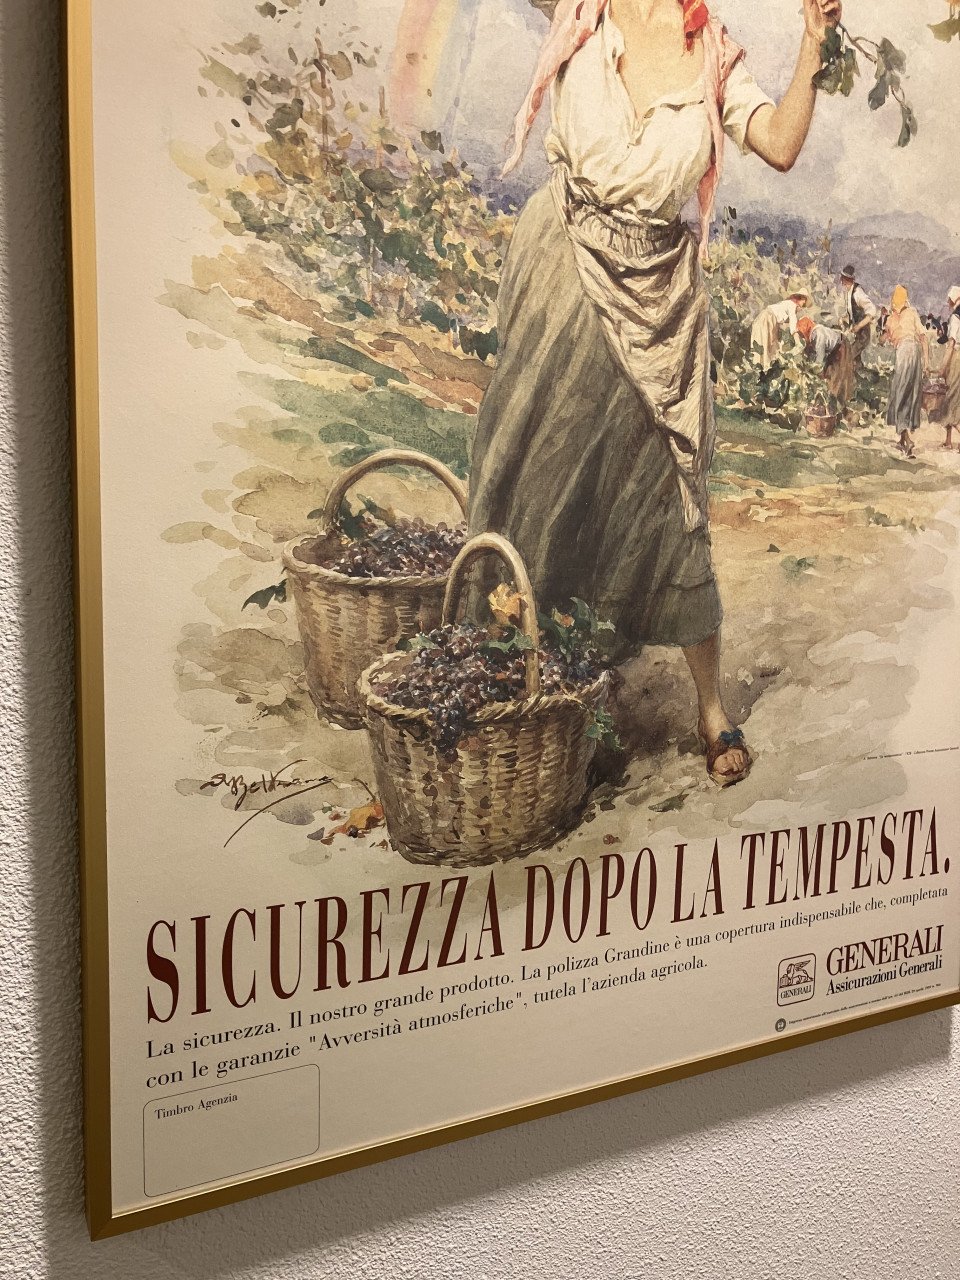 A Beltrame
SICUREZZA DOPO LA TEMPESTA.
La sicurezza. Il nostro grande prodotto. La polizza Grandine è una copertura indispensabile che, completata
con le garanzie "Avversità atmosferiche", tutela l'azienda agricola.
GENERALI
GENERALI
Assicurazioni Generali
Timbro Agenzia